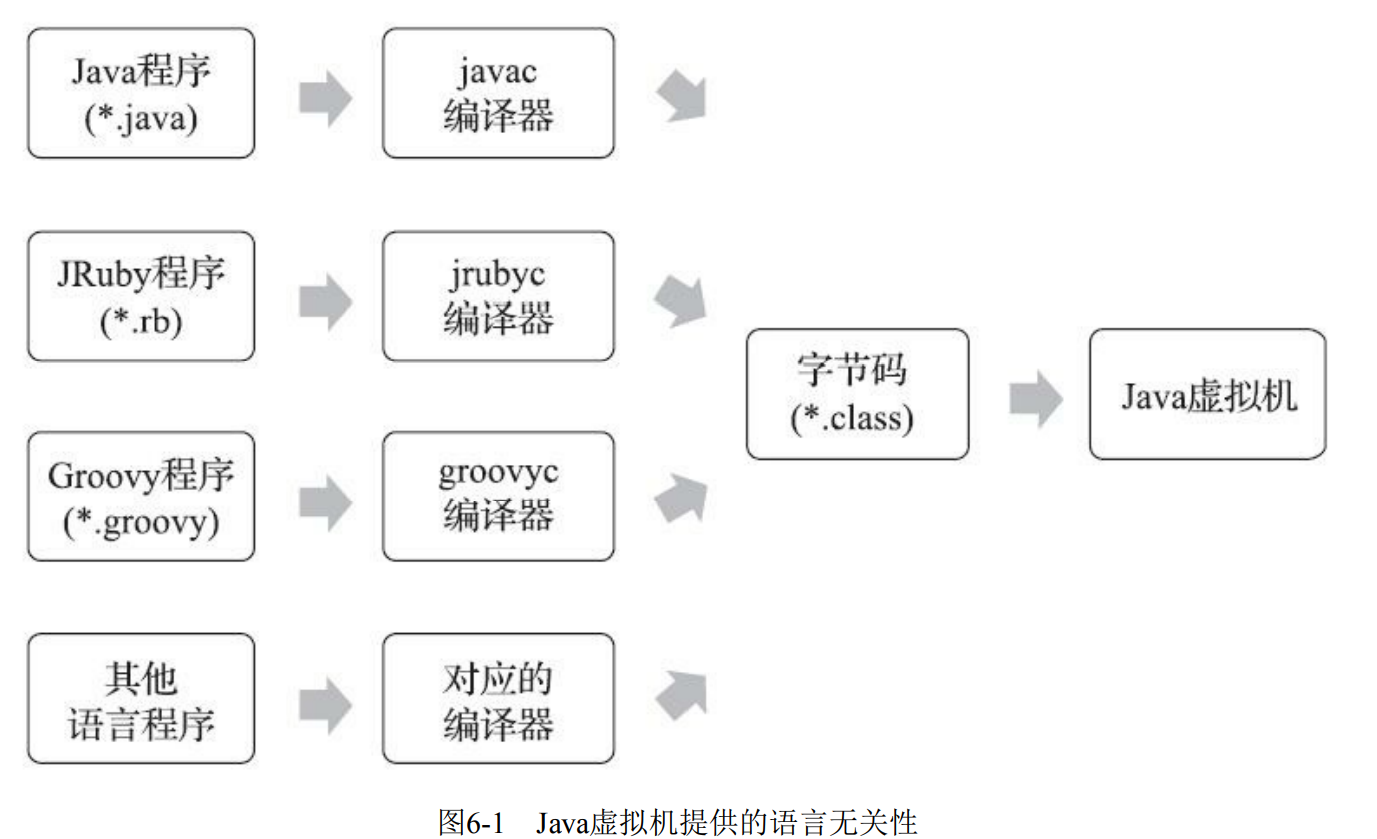 Java程序
(*.java)
javac
编译器
JRuby程序
(*.rb)
jrubyc
编译器
Groovy程序
(*.groovy)
groovyc
编译器
其他
语言程序
对应的
编译器
字节码
(*.class)
Java虚拟机
图6-1 Java虚拟机提供的语言无关性